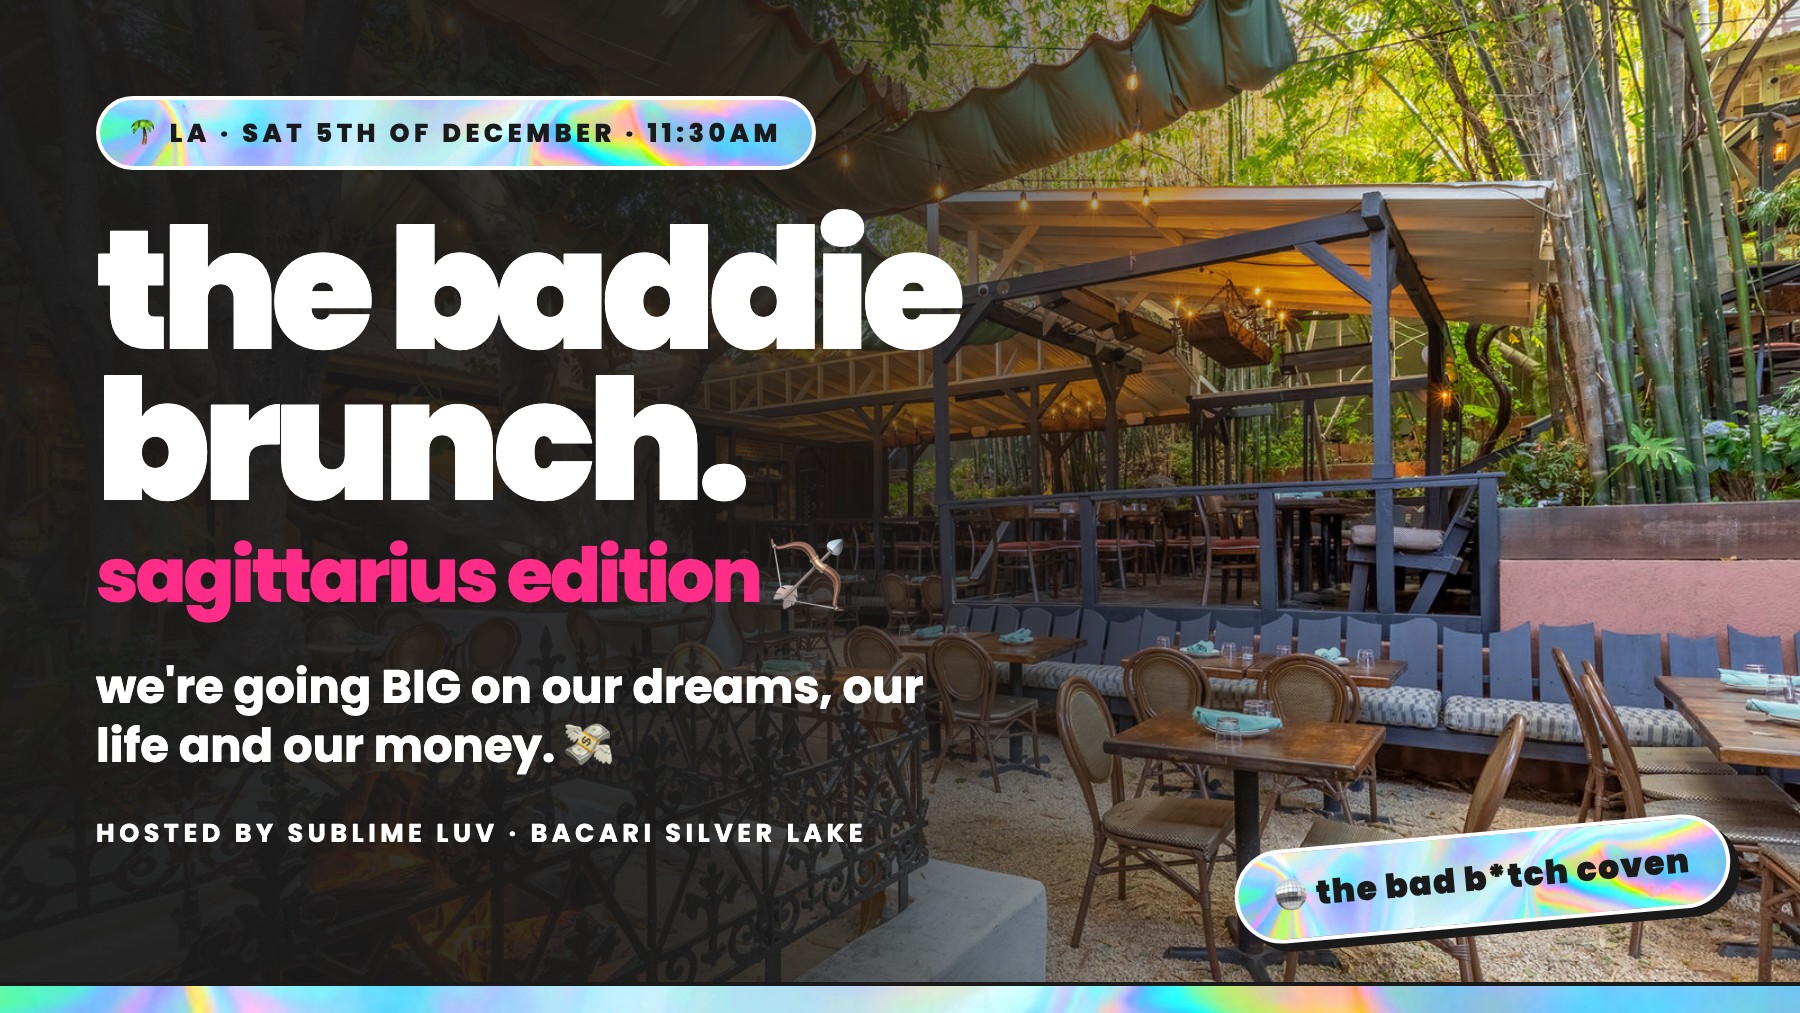 🌴 LA · SAT 5TH OF DECEMBER · 11:30AM
the baddie
brunch.
sagittarius edition 🏹
we're going BIG on our dreams, our
life and our money. 💸
HOSTED BY SUBLIME LUV · BACARI SILVER LAKE
🪩 the bad b*tch coven